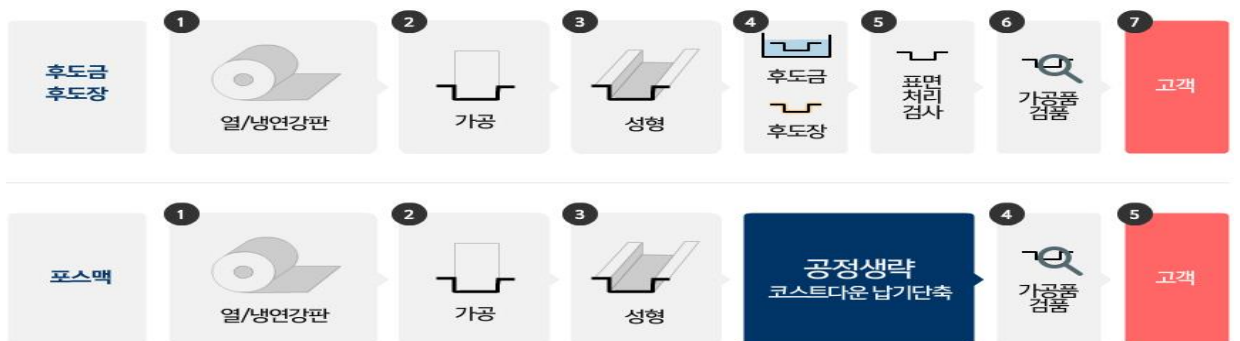 후도금
후도장
1
열/냉연강판
2
가공
3
성형
4
후도금
후도장
5
표면
처리
검사
6
가공품
검품
7
고객
포스맥
1
열/냉연강판
2
가공
3
성형
공정생략
코스트다운 납기단축
4
가공품
검품
5
고객